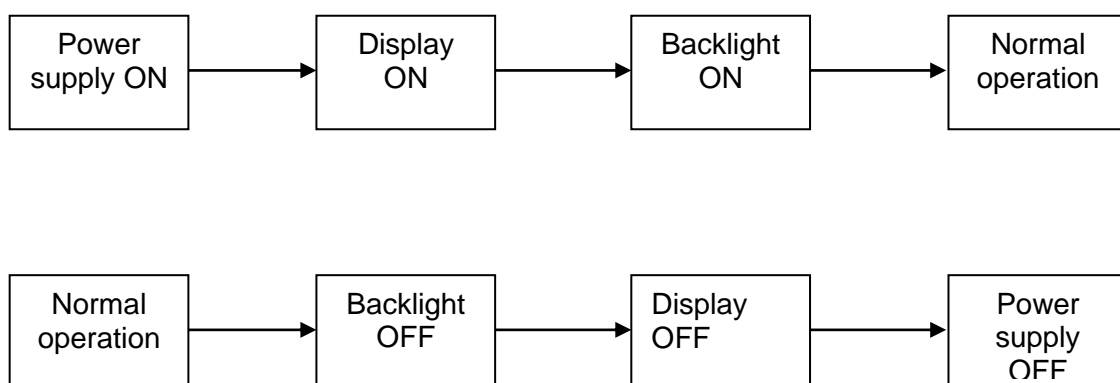 Power
supply ON
Display
ON
Backlight
ON
Normal
operation
Normal
operation
Backlight
OFF
Display
OFF
Power
supply
OFF